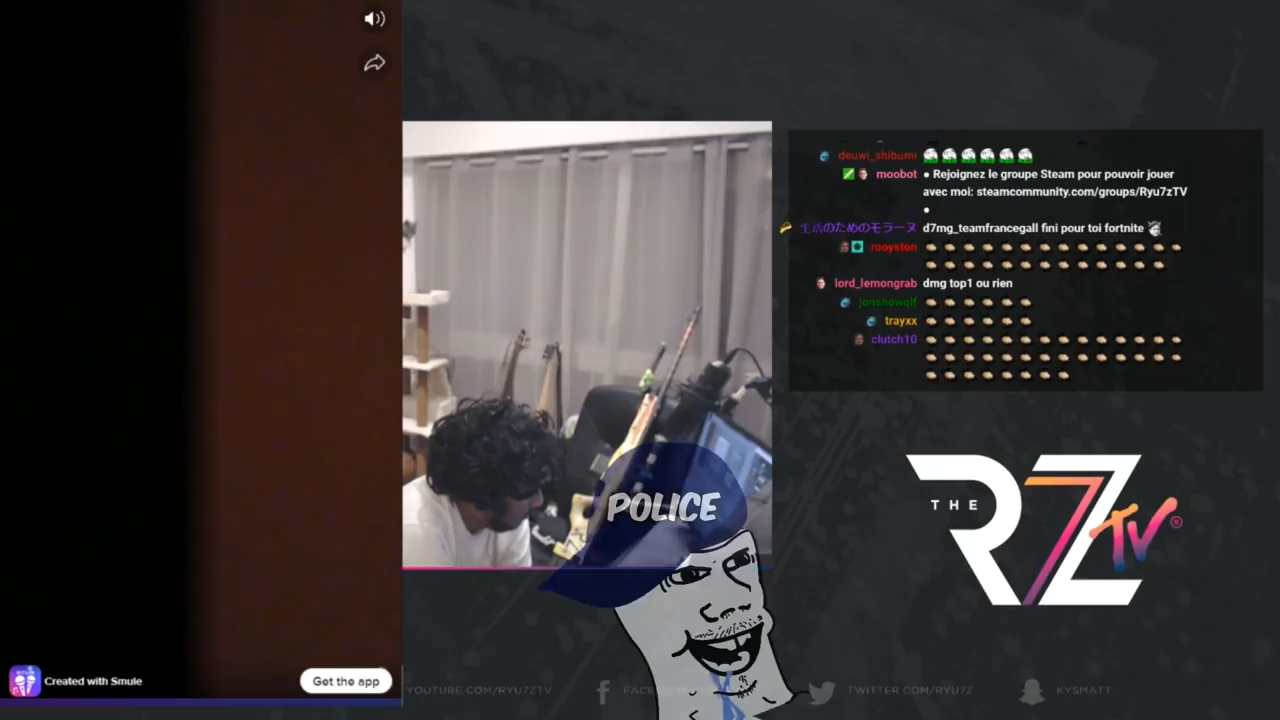 deuwi_shibumi
moobot • Rejoignez le groupe Steam pour pouvoir jouer
avec moi: steamcommunity.com/groups/Ryu7zTV
•
生活のためのモラーヌ d7mg_teamfrancegall fini pour toi fortnite
rooyston
lord_lemongrab dmg top1 ou rien
jonsnowqlf
trayxx
clutch10
POLICE
THE
R7Z
TV
Created with Smule
Get the app
YOUTUBE.COM/RYU7ZTV
TWITTER.COM/RYU7Z
KYSMATT